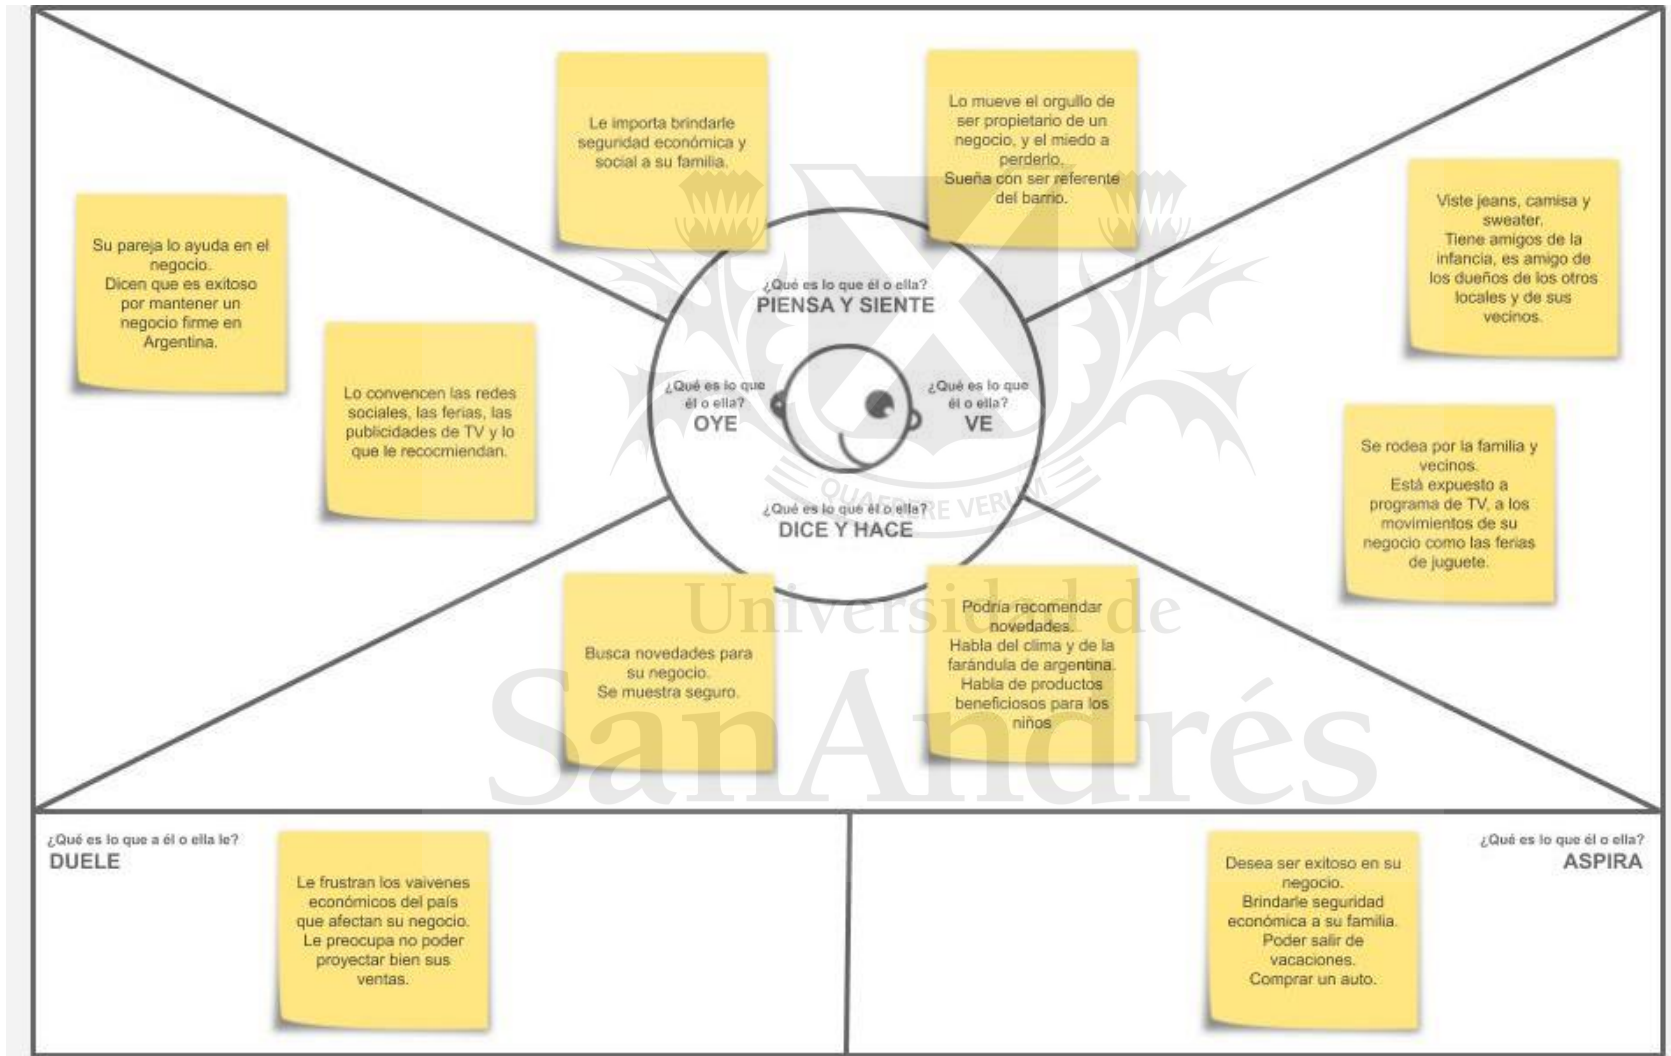 Le importa brindarle
seguridad económica y
social a su familia.
Lo mueve el orgullo de
ser propietario de un
negocio, y el miedo a
perderlo.
Sueña con ser referente
del barrio.
Su pareja lo ayuda en el
negocio.
Dicen que es exitoso
por mantener un
negocio firme en
Argentina.
Lo convencen las redes
sociales, las ferias, las
publicidades de TV y lo
que le recocmiendan.
¿Qué es lo que él o ella?
PIENSA Y SIENTE
¿Qué es lo que
él o ella?
OYE
¿Qué es lo que
él o ella?
VE
¿Qué es lo que él o ella?
DICE Y HACE
Viste jeans, camisa y
sweater.
Tiene amigos de la
infancia, es amigo de
los dueños de los otros
locales y de sus
vecinos.
Se rodea por la familia y
vecinos.
Está expuesto a
programa de TV, a los
movimientos de su
negocio como las ferias
de juguete.
Busca novedades para
su negocio.
Se muestra seguro.
Podría recomendar
novedades.
Habla del clima y de la
farándula de argentina.
Habla de productos
beneficiosos para los
niños
QUAERERE VERUM
Universidad de
SanAndrés
¿Qué es lo que a él o ella le?
DUELE
Le frustran los vaivenes
económicos del país
que afectan su negocio.
Le preocupa no poder
proyectar bien sus
ventas.
Desea ser exitoso en su
negocio.
Brindarle seguridad
económica a su familia.
Poder salir de
vacaciones.
Comprar un auto.
¿Qué es lo que él o ella?
ASPIRA